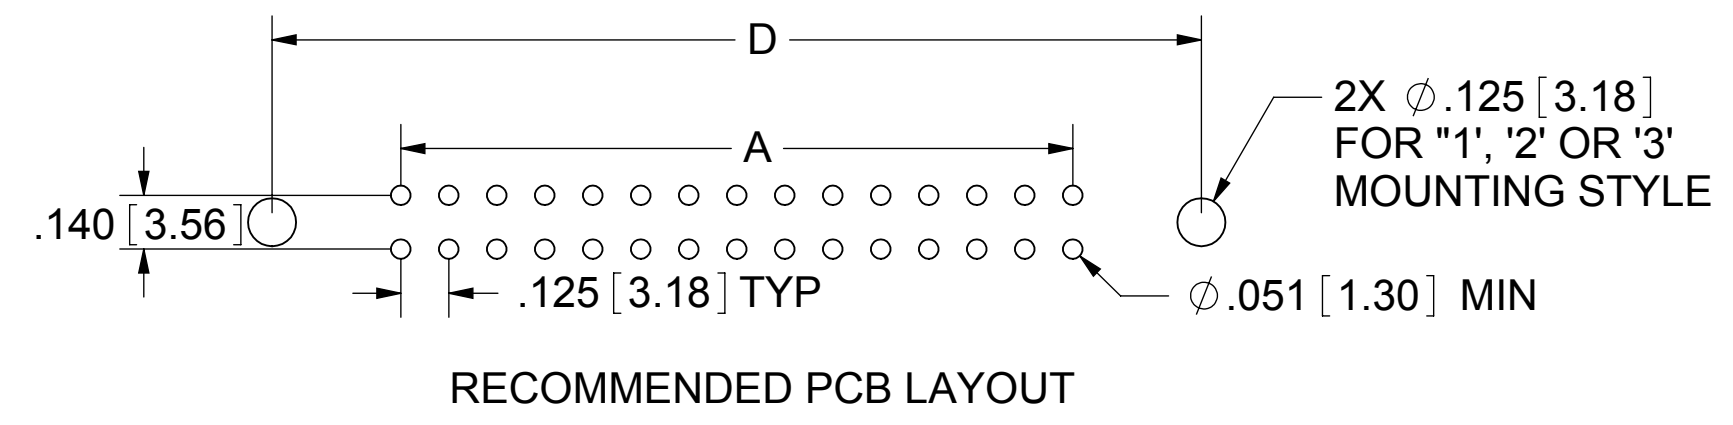 D
2X ⌀.125[3.18]
FOR "1', '2' OR '3'
MOUNTING STYLE
A
.140[3.56]
.125[3.18] TYP
⌀.051[1.30] MIN
RECOMMENDED PCB LAYOUT